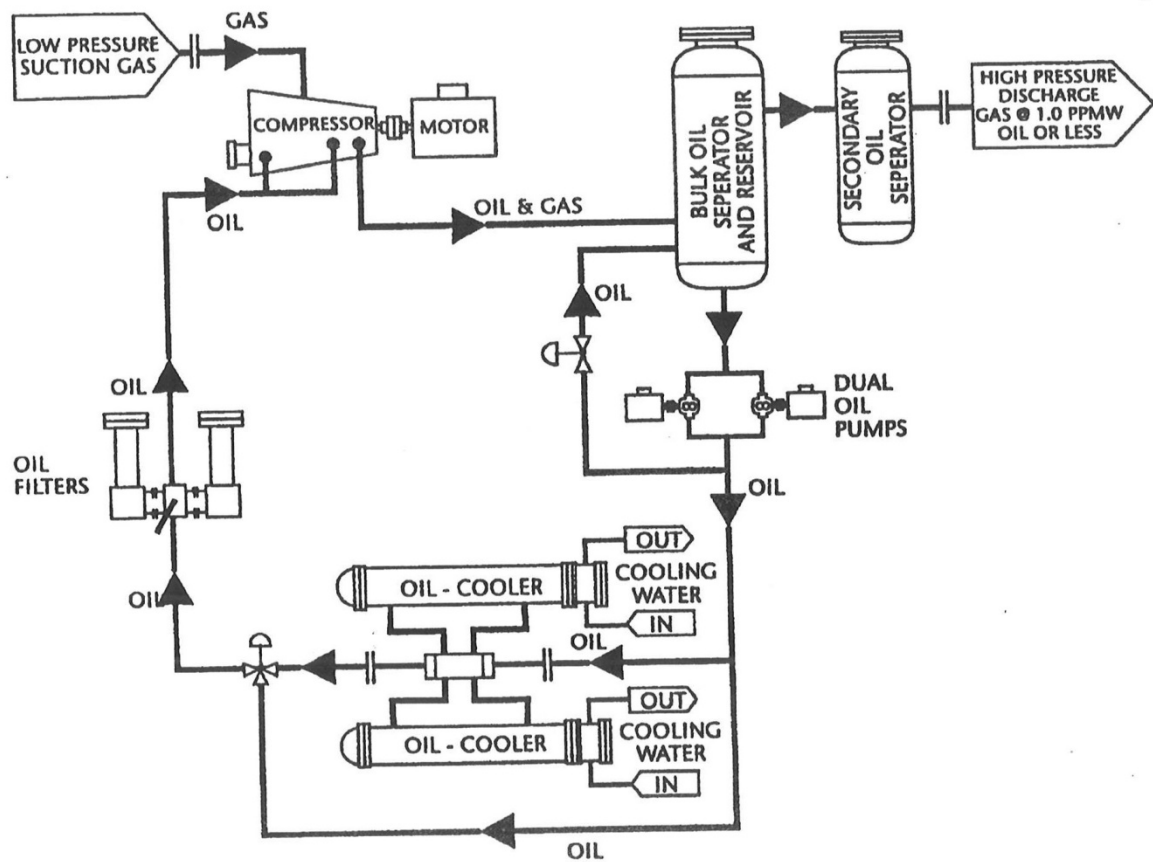 GAS
LOW PRESSURE
SUCTION GAS
COMPRESSOR
MOTOR
BULK OIL
SEPERATOR
AND RESERVOIR
SECONDARY
OIL
SEPERATOR
HIGH PRESSURE
DISCHARGE
GAS @ 1.0 PPMW
OIL OR LESS
OIL
OIL & GAS
OIL
OIL
DUAL
OIL
PUMPS
OIL
FILTERS
OIL
OUT
OIL - COOLER
COOLING
WATER
IN
OIL
OIL
OUT
OIL - COOLER
COOLING
WATER
IN
OIL